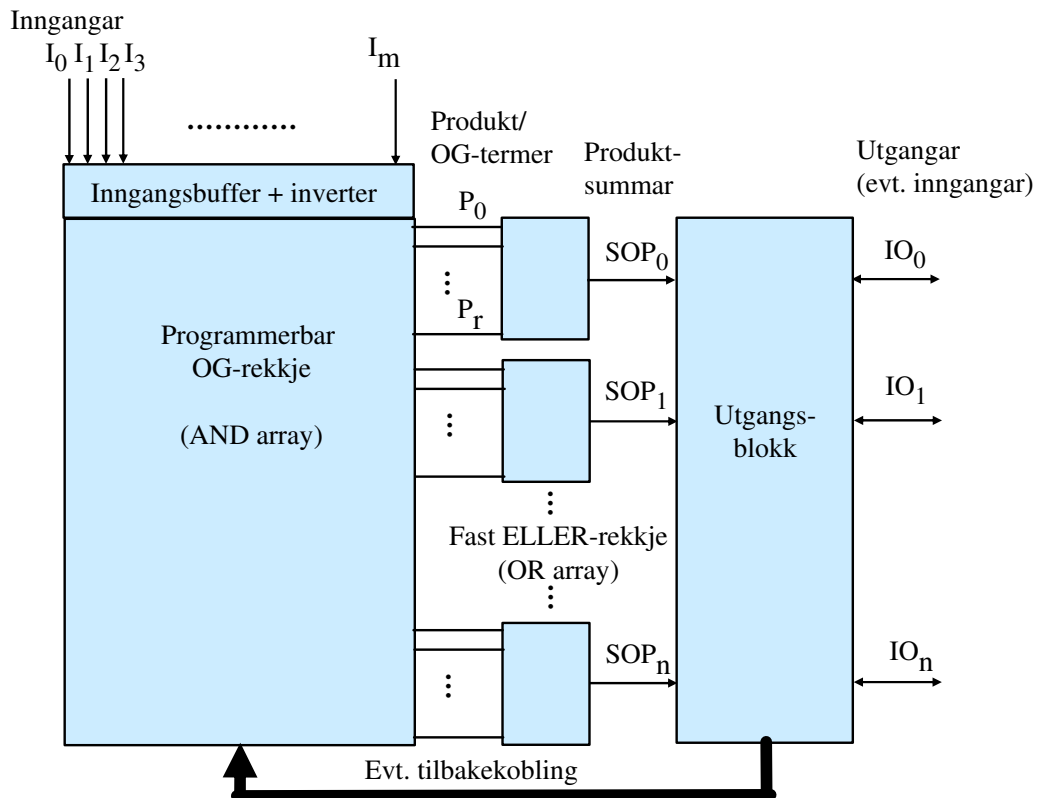 Inngangar
I0 I1 I2 I3
Im
............
Produkt/
OG-termer
Produkt-
summar
Utgangar
(evt. inngangar)
Inngangsbuffer + inverter
P0
...
Pr
SOP0
IO0
Programmerbar
OG-rekkje
(AND array)
...
SOP1
IO1
Utgangs-
blokk
...
Fast ELLER-rekkje
(OR array)
...
...
SOPn
IOn
Evt. tilbakekobling